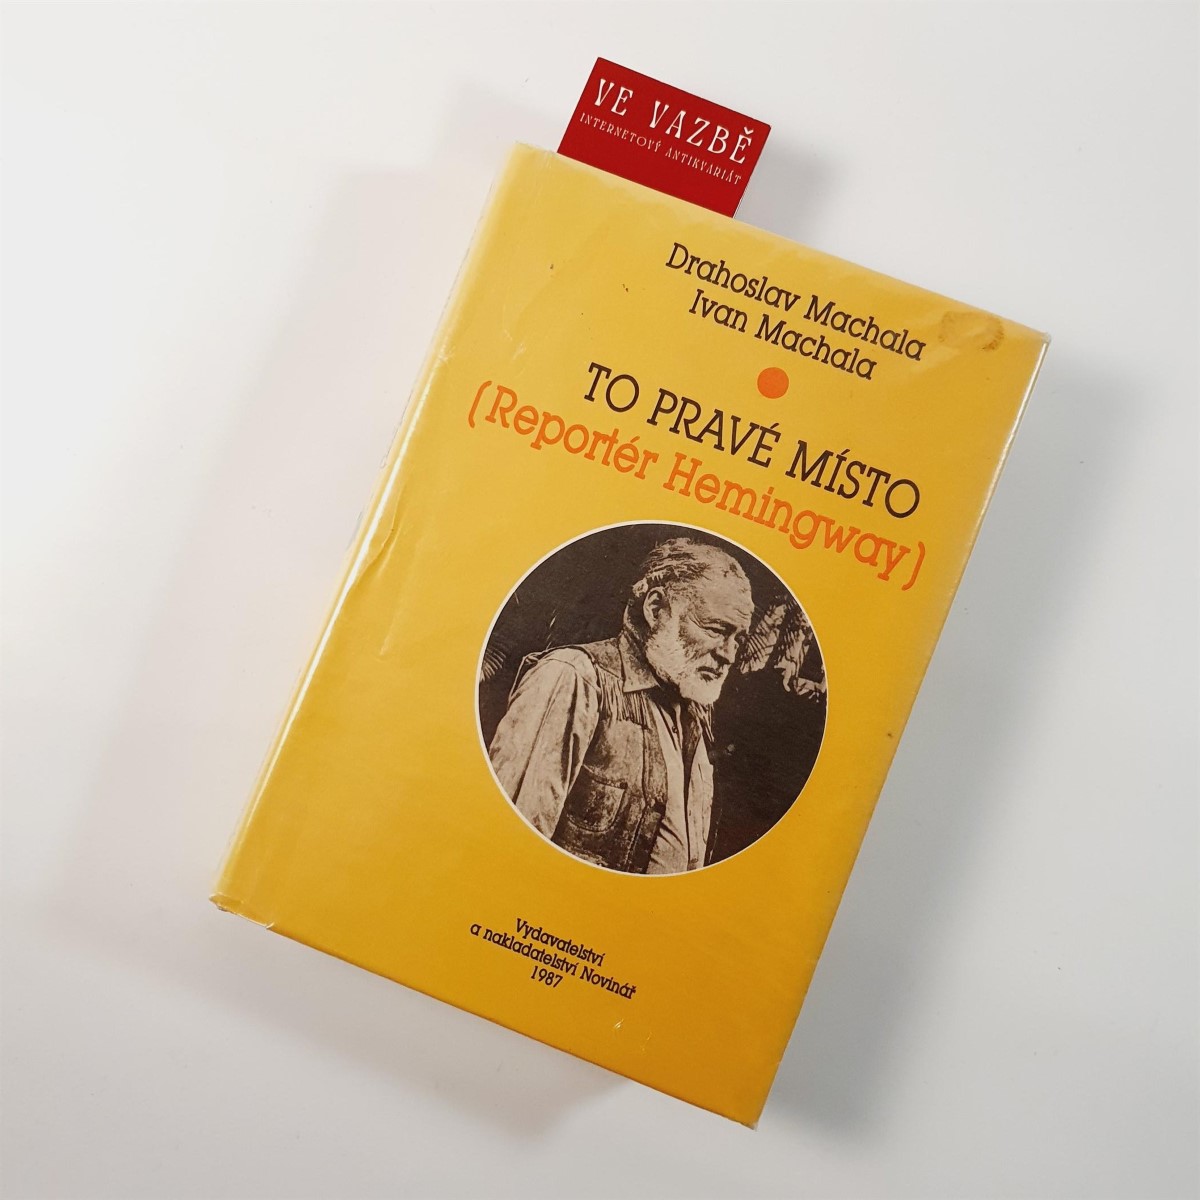 VE VAZBĚ
INTERNETOVÝ ANTIKVARIÁT
Drahoslav Machala
Ivan Machala
TO PRAVÉ MÍSTO
(Reportér Hemingway)
Vydavatelství
a nakladatelství Novinář
1987